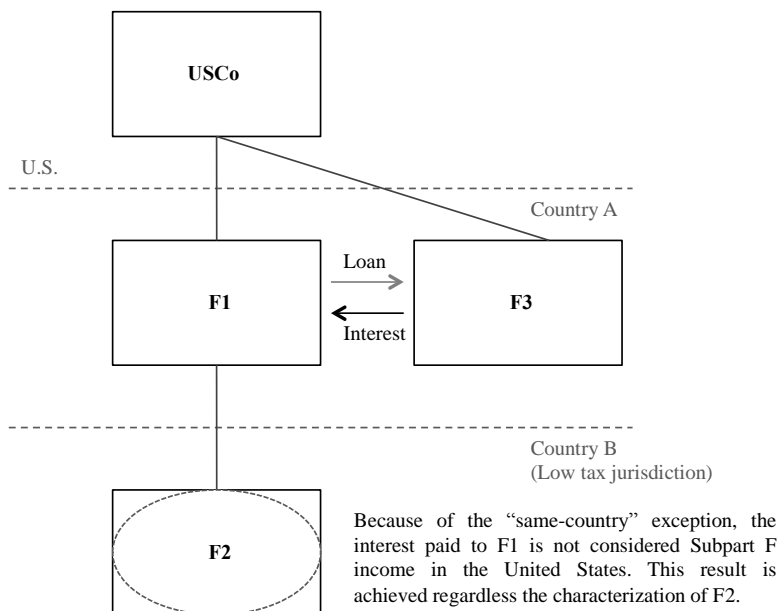 USCo
U.S.
Country A
Loan
F1
F3
Interest
Country B
(Low tax jurisdiction)
F2
Because of the “same-country” exception, the
interest paid to F1 is not considered Subpart F
income in the United States. This result is
achieved regardless the characterization of F2.